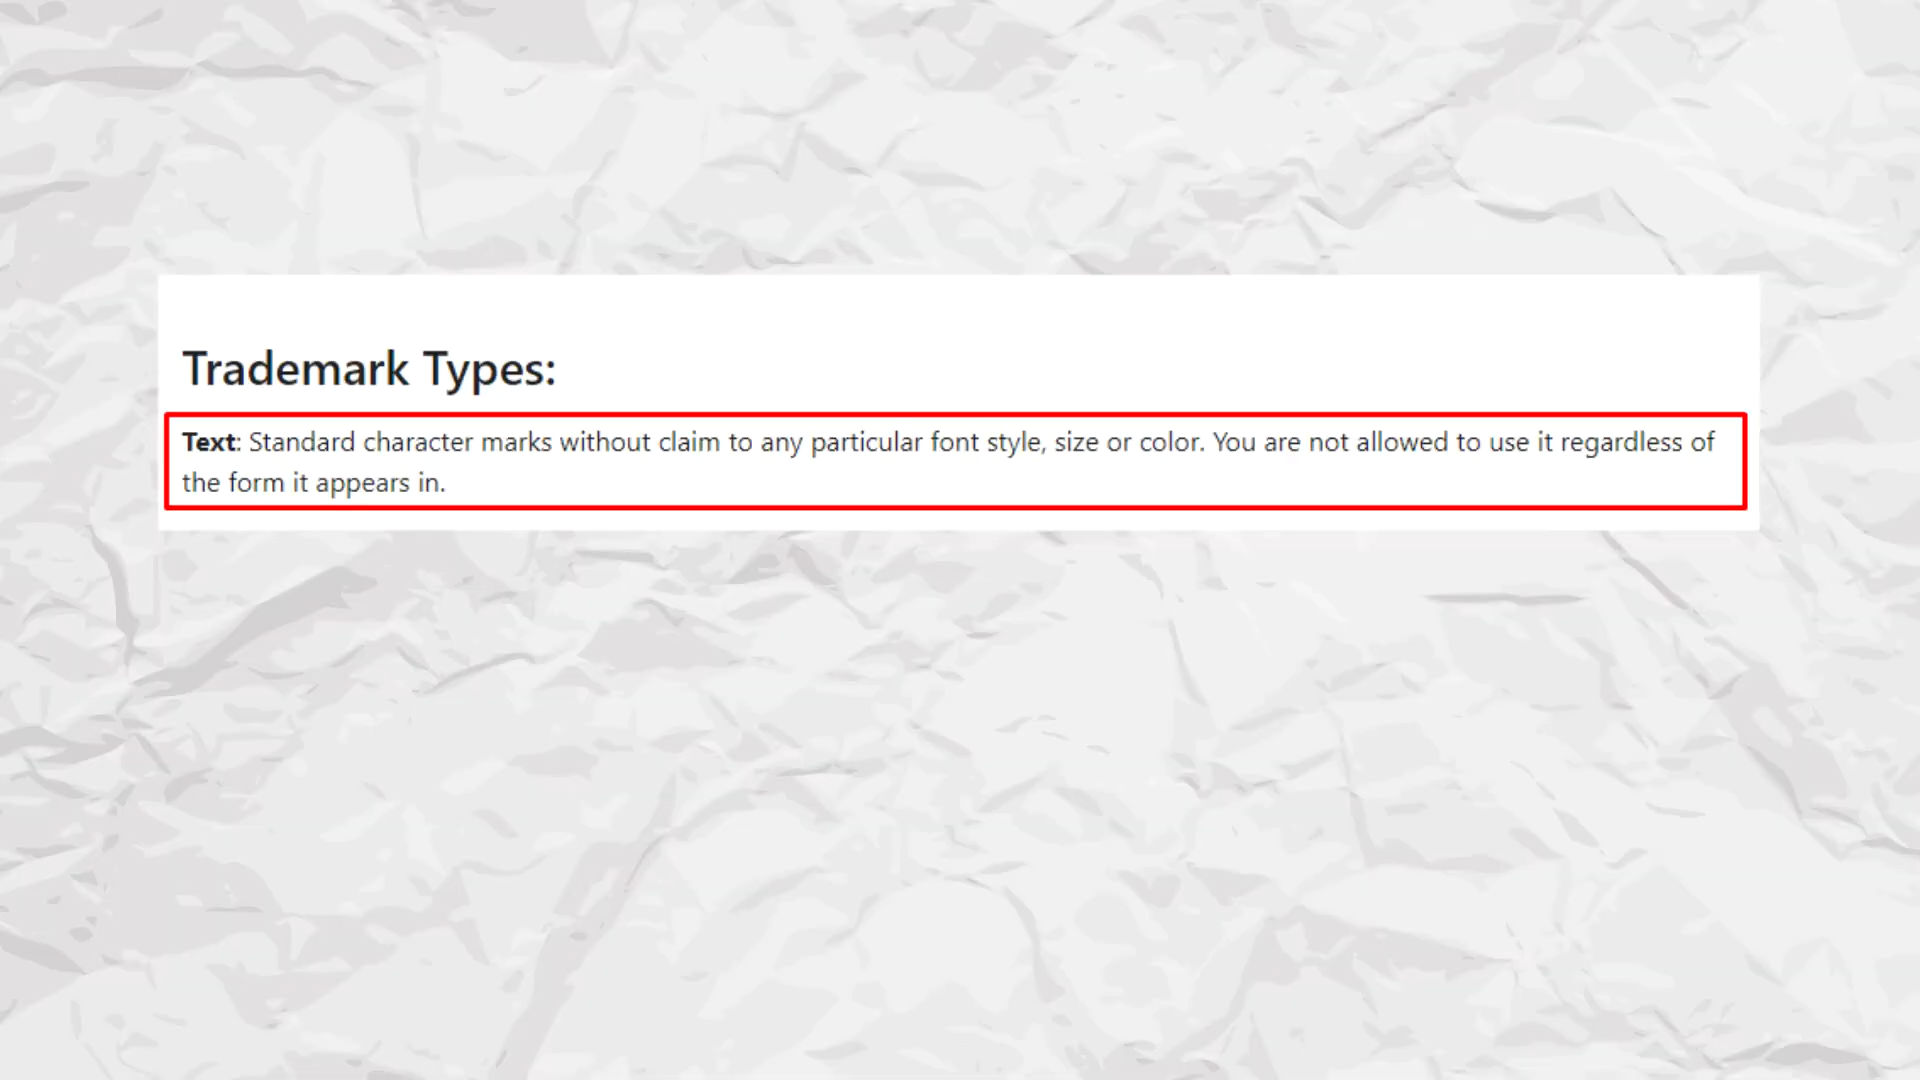 Trademark Types:
Text: Standard character marks without claim to any particular font style, size or color. You are not allowed to use it regardless of
the form it appears in.